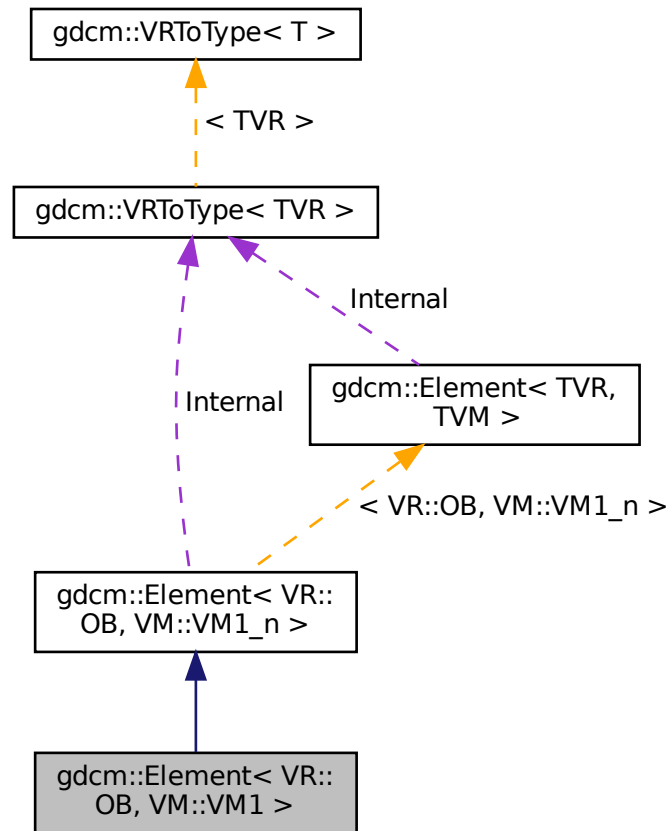 gdcm::VRToType< T >
< TVR >
gdcm::VRToType< TVR >
Internal
gdcm::Element< TVR,
TVM >
Internal
< VR::OB, VM::VM1_n >
gdcm::Element< VR::
OB, VM::VM1_n >
gdcm::Element< VR::
OB, VM::VM1 >